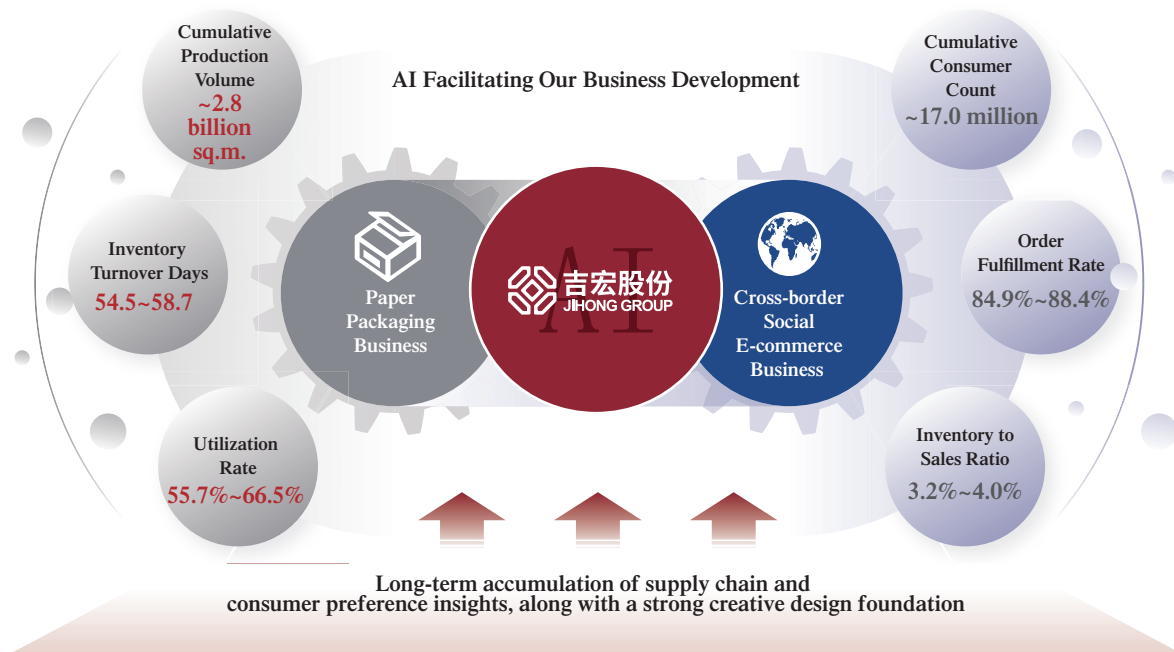 AI Facilitating Our Business Development
Cumulative
Production
Volume
~2.8
billion
sq.m.
Inventory
Turnover Days
54.5~58.7
Utilization
Rate
55.7%~66.5%
Paper
Packaging
Business
AI
吉宏股份
JIHONG GROUP
Cross-border
Social
E-commerce
Business
Cumulative
Consumer
Count
~17.0 million
Order
Fulfillment Rate
84.9%~88.4%
Inventory to
Sales Ratio
3.2%~4.0%
Long-term accumulation of supply chain and
consumer preference insights, along with a strong creative design foundation